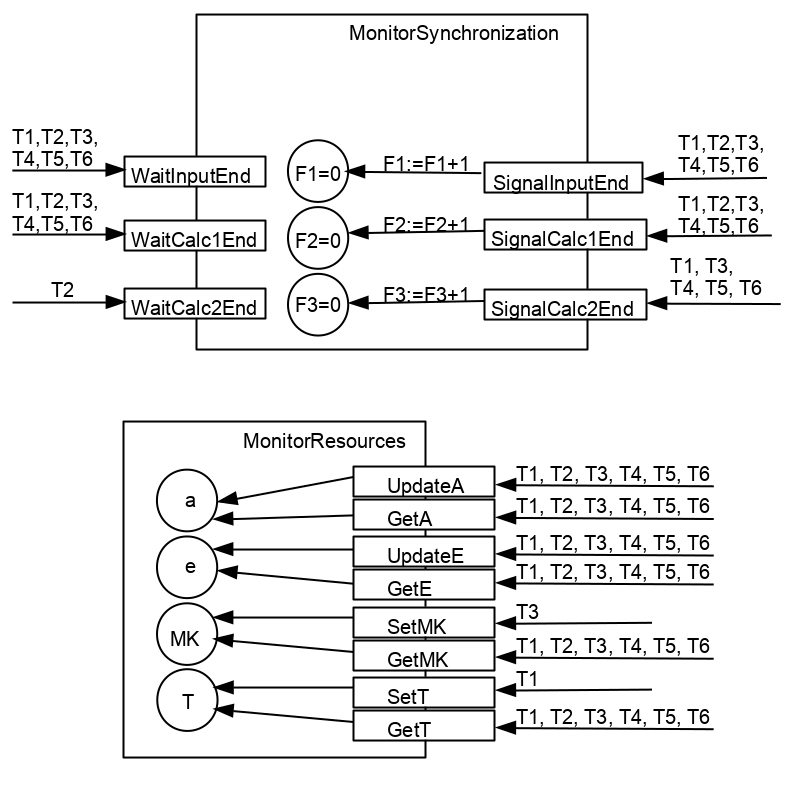 MonitorSynchronization
T1,T2,T3,
T4,T5,T6
WaitInputEnd
F1=0
F1:=F1+1
SignalInputEnd
T1,T2,T3,
T4,T5,T6
T1,T2,T3,
T4,T5,T6
WaitCalc1End
F2=0
F2:=F2+1
SignalCalc1End
T1,T2,T3,
T4,T5,T6
T2
WaitCalc2End
F3=0
F3:=F3+1
SignalCalc2End
T1, T3,
T4, T5, T6
MonitorResources
a
UpdateA
T1, T2, T3, T4, T5, T6
GetA
T1, T2, T3, T4, T5, T6
e
UpdateE
T1, T2, T3, T4, T5, T6
GetE
T1, T2, T3, T4, T5, T6
MK
SetMK
T3
GetMK
T1, T2, T3, T4, T5, T6
T
SetT
T1
GetT
T1, T2, T3, T4, T5, T6